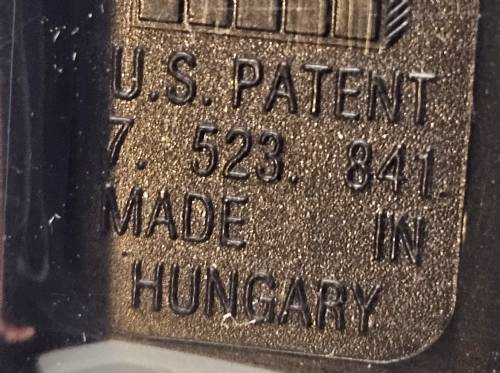 U.S. PATENT
7. 523. 841.
MADE IN
HUNGARY